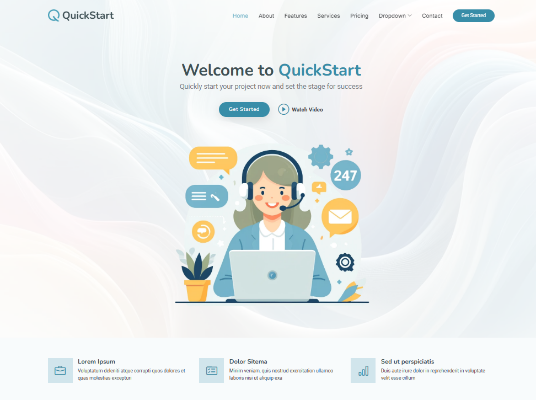 QuickStart
Home About Features Services Pricing Dropdown Contact Get Started
Welcome to QuickStart
Quickly start your project now and set the stage for success
Get Started Watch Video
247
Lorem Ipsum
Voluptatum deleniti atque corrupti quos dolores et
quas molestias excepturi
Dolor Sitema
Minim veniam, quis nostrud exercitation ullamco
laboris nisi ut aliquip exa
Sed ut perspiciatis
Duis aute irure dolor in reprehenderit in voluptate
velit esse cillum